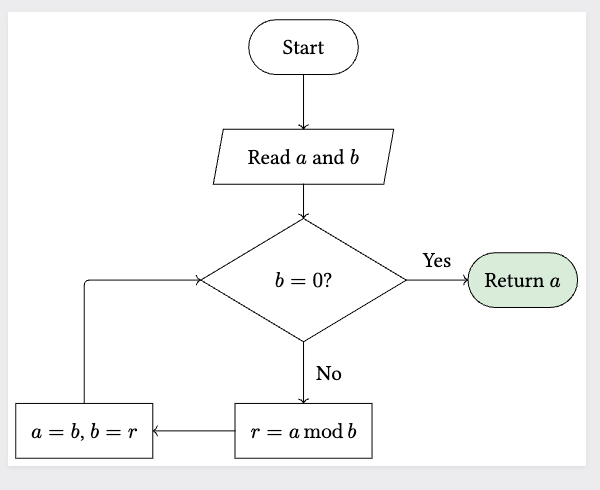 Start
Read a and b
b = 0?
Yes
Return a
No
a = b, b = r
r = a mod b